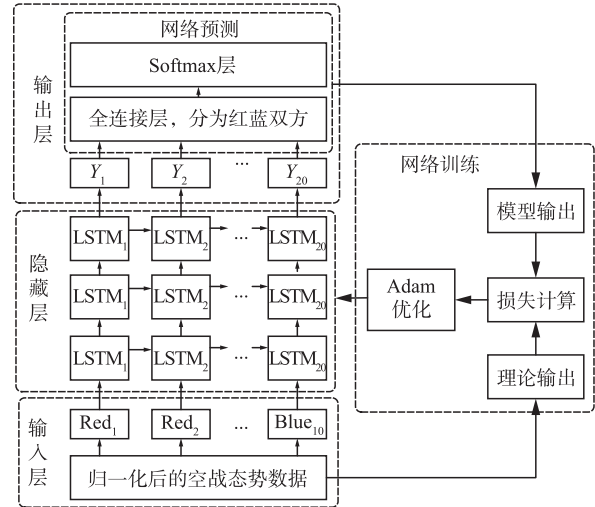 网络预测
Softmax层
全连接层，分为红蓝双方
输出层
Y1 Y2 ... Y20
LSTM1 LSTM2 ... LSTM20
LSTM1 LSTM2 ... LSTM20
LSTM1 LSTM2 ... LSTM20
隐藏层
Red1 Red2 ... Blue10
归一化后的空战态势数据
输入层
网络训练
模型输出
Adam
优化
损失计算
理论输出